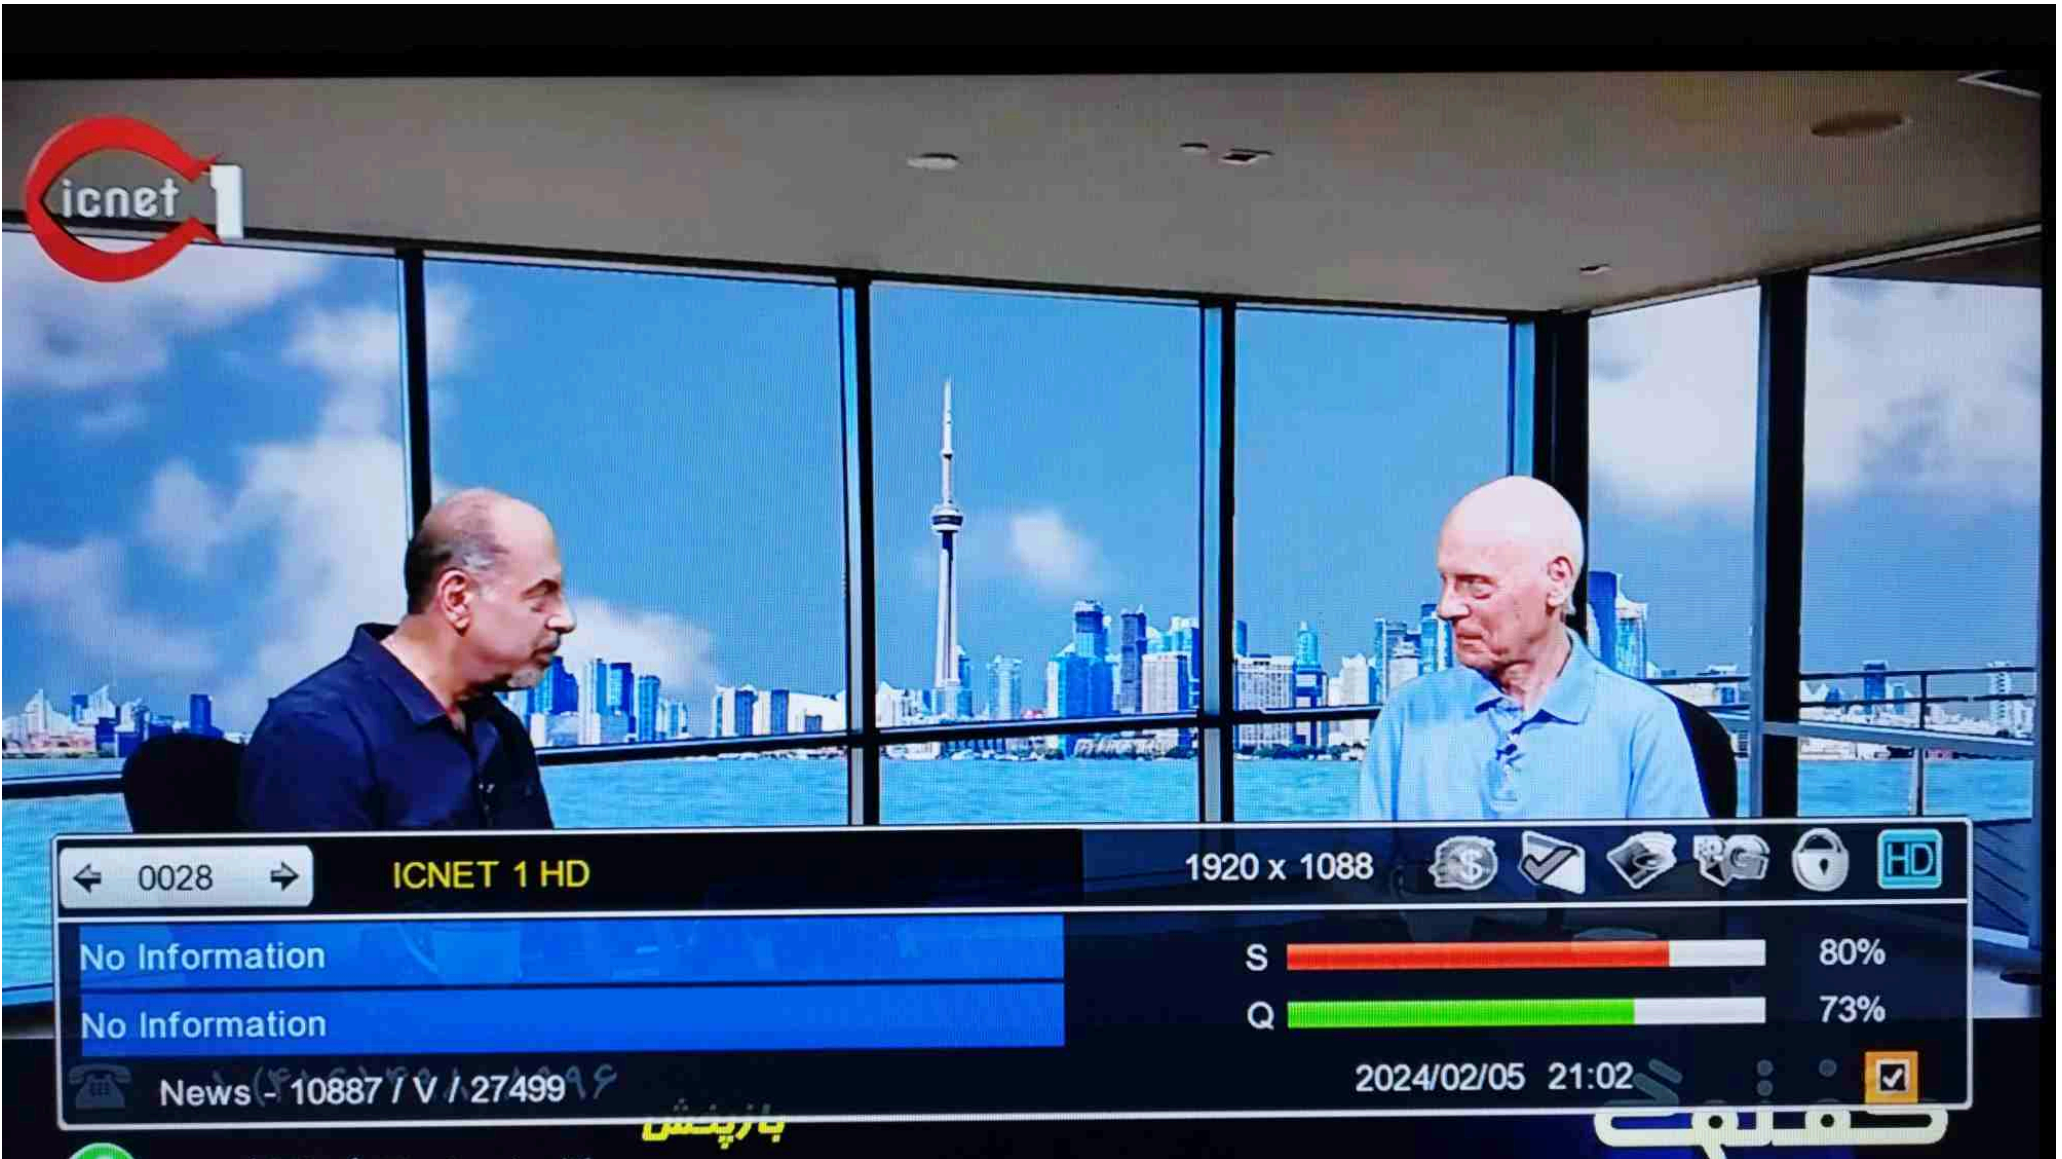 icnet 1
0028 ICNET 1 HD 1920 x 1088 HD
No Information
S 80%
No Information
Q 73%
News - 10887 / V / 27499
2024/02/05 21:02
بازپخش